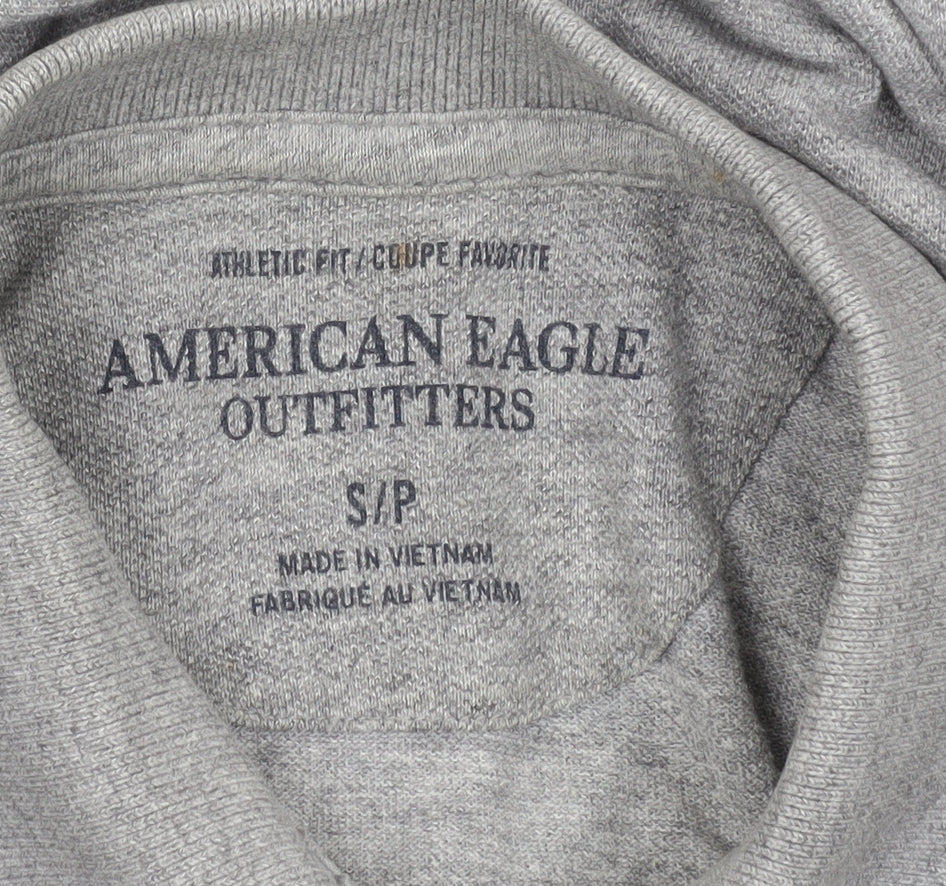 ATHLETIC FIT / COUPE FAVORITE
AMERICAN EAGLE
OUTFITTERS
S/P
MADE IN VIETNAM
FABRIQUÉ AU VIETNAM